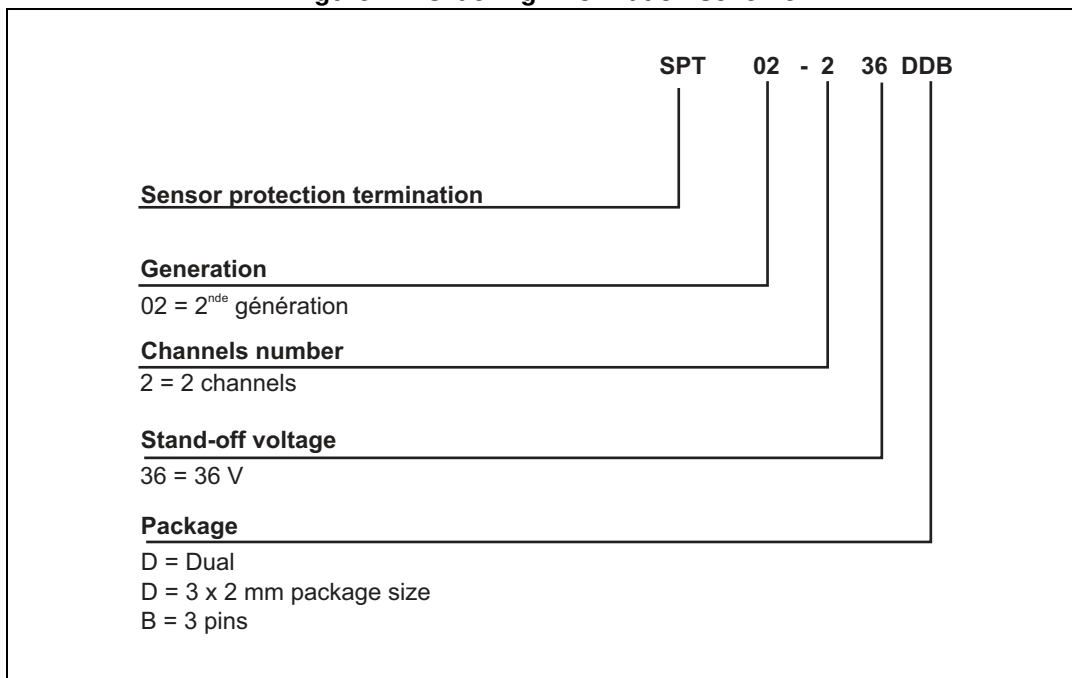 SPT 02 - 2 36 DDB
Sensor protection termination
Generation
02 = 2nde génération
Channels number
2 = 2 channels
Stand-off voltage
36 = 36 V
Package
D = Dual
D = 3 x 2 mm package size
B = 3 pins